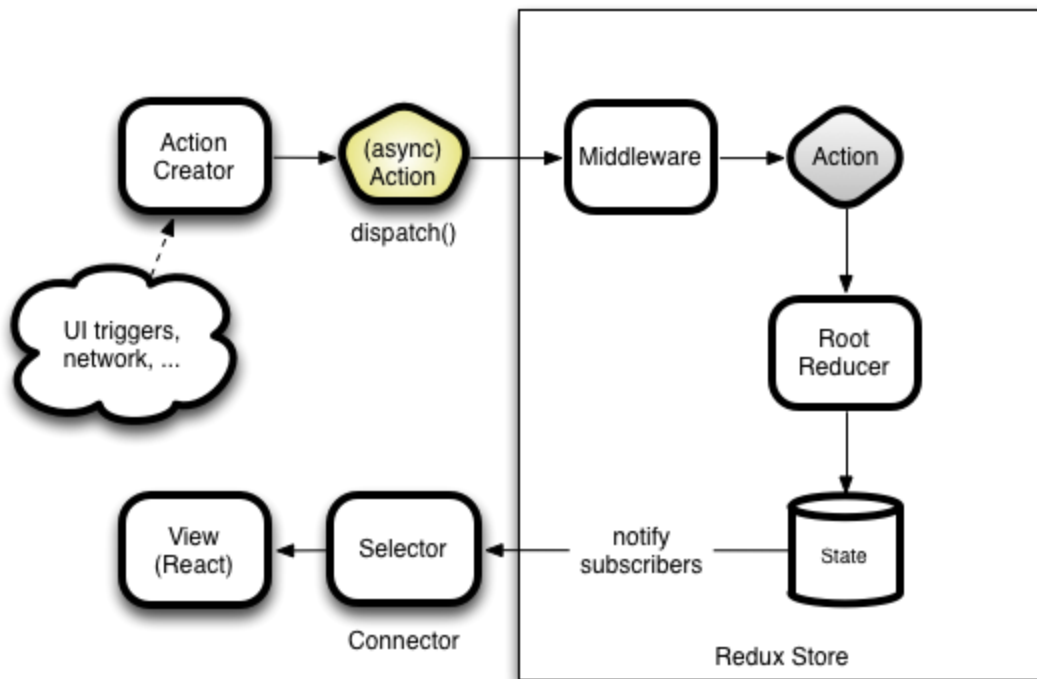 Action
Creator
(async)
Action
dispatch()
Middleware
Action
UI triggers,
network, ...
Root
Reducer
View
(React)
Selector
Connector
notify
subscribers
State
Redux Store